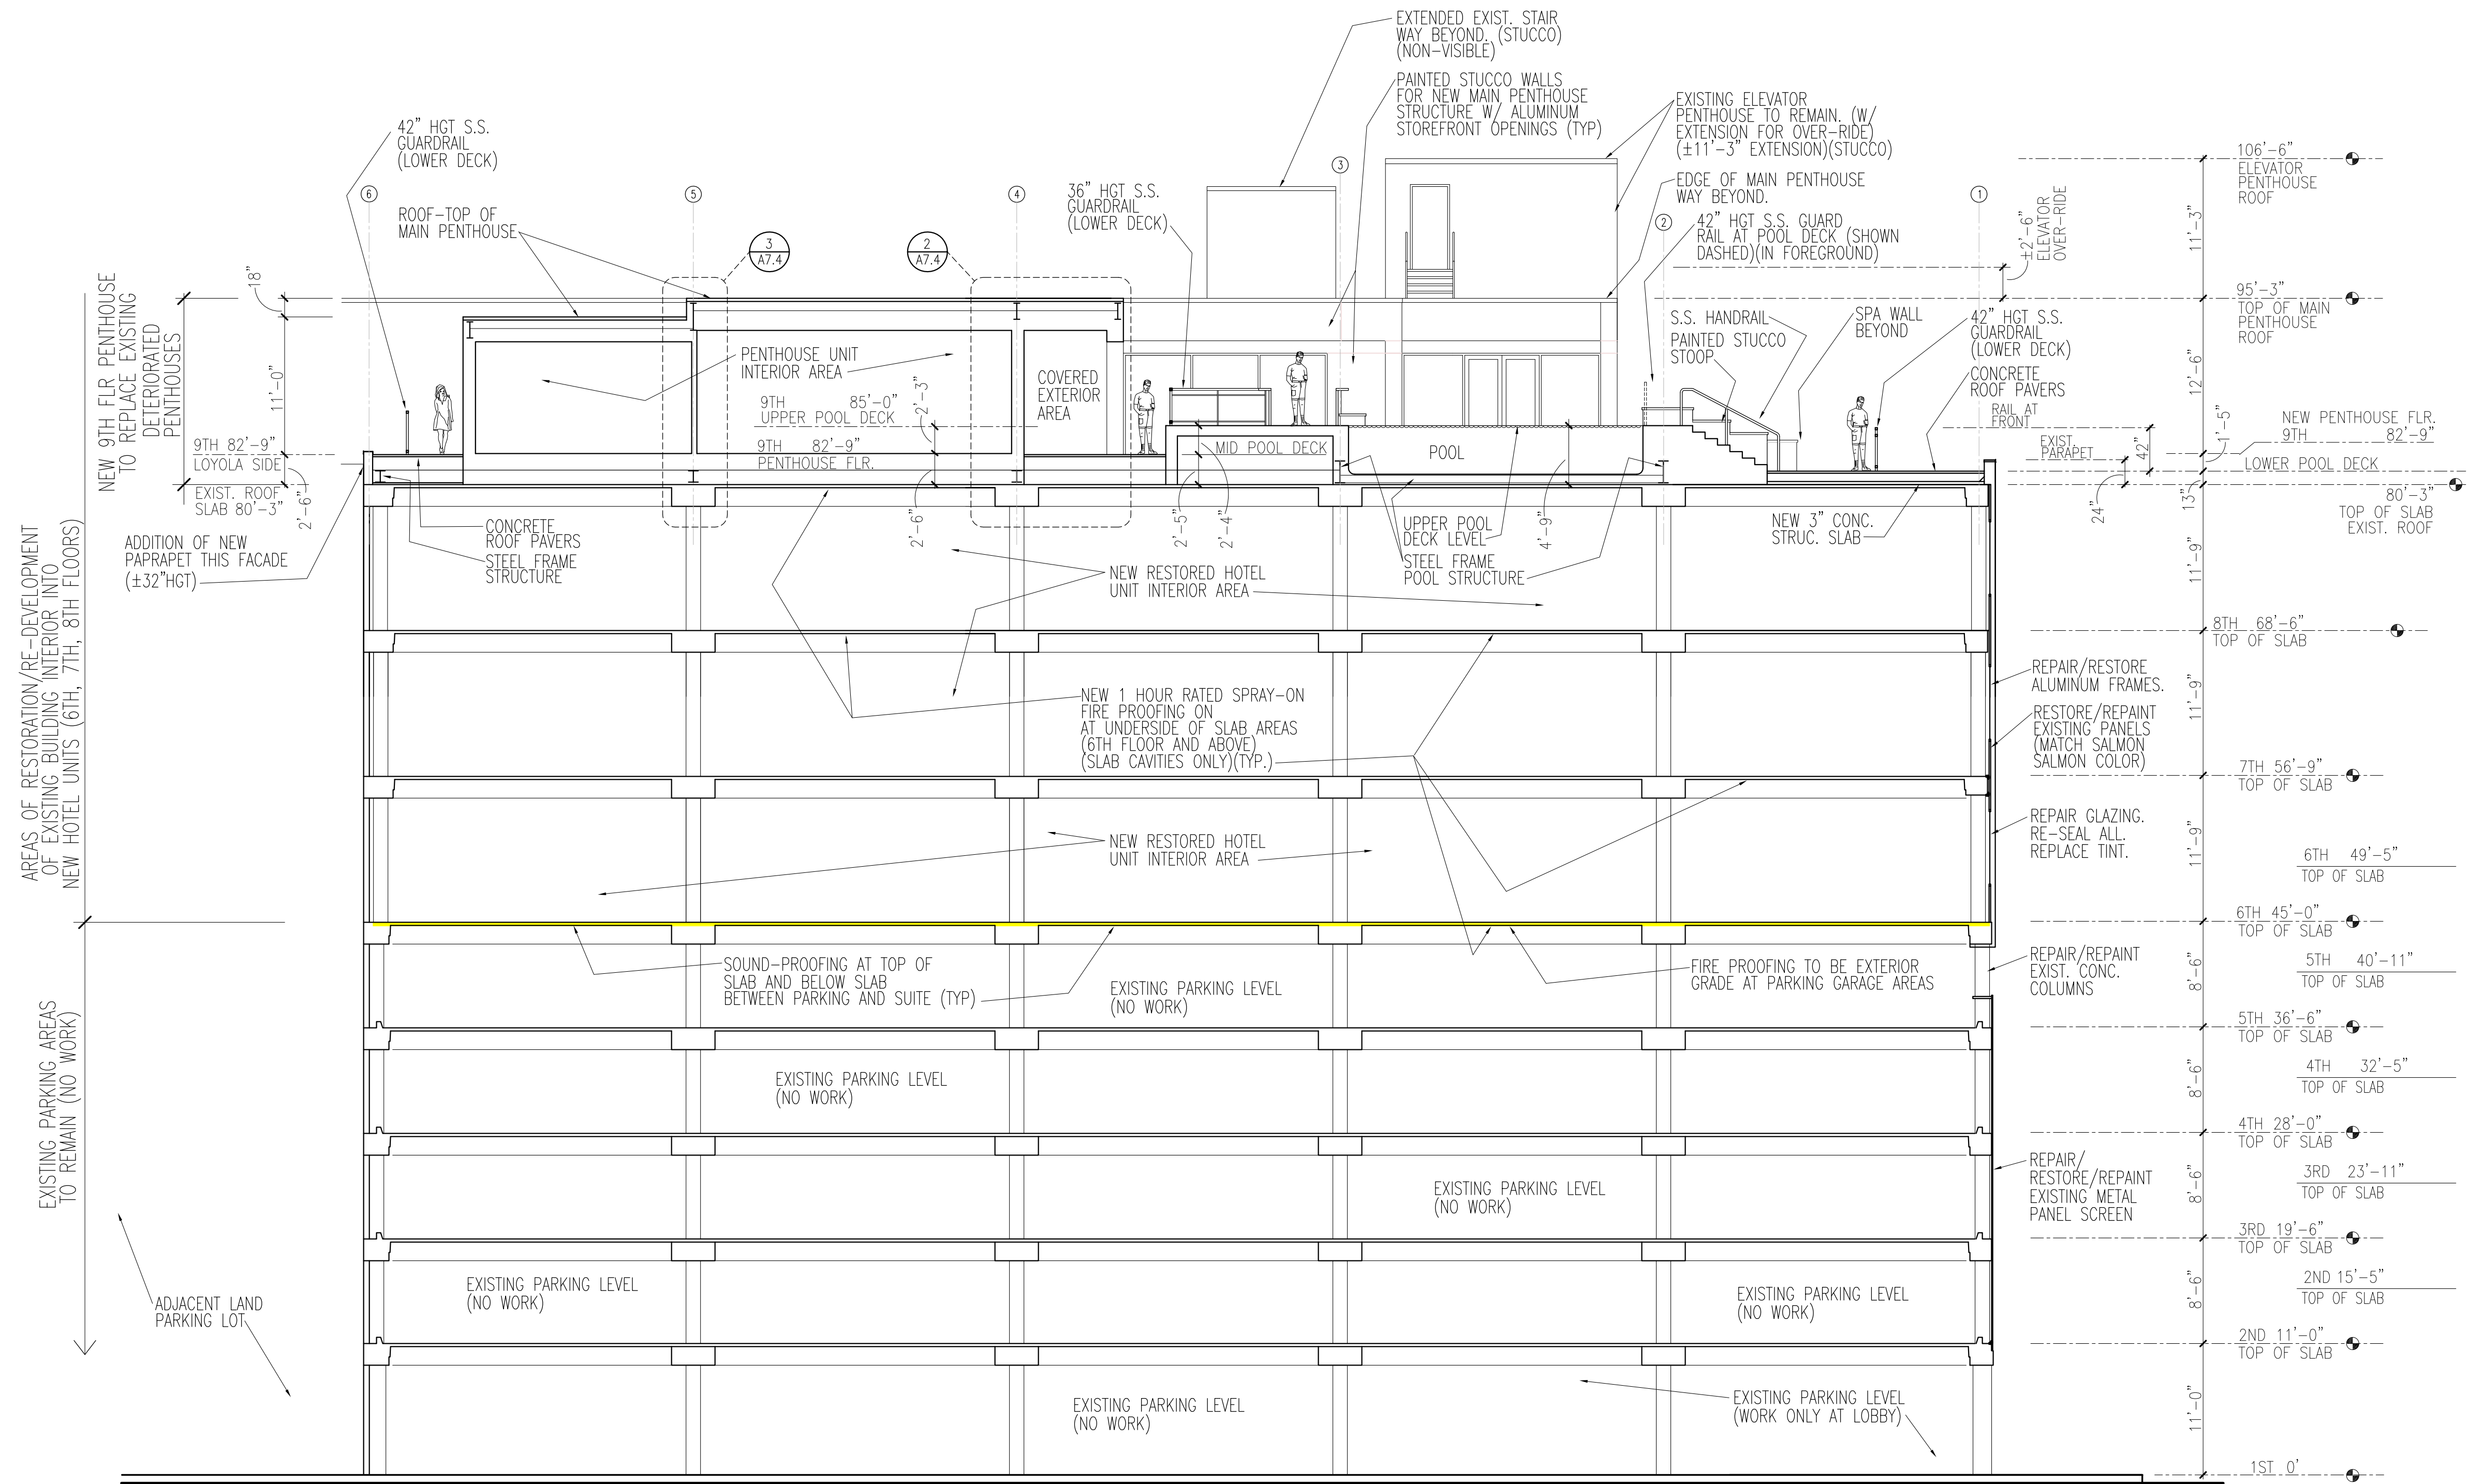 EXTENDED EXIST. STAIR
WAY BEYOND. (STUCCO)
(NON-VISIBLE)
PAINTED STUCCO WALLS
FOR NEW MAIN PENTHOUSE
STRUCTURE W/ ALUMINUM
STOREFRONT OPENINGS (TYP)
EXISTING ELEVATOR
PENTHOUSE TO REMAIN. (W/
EXTENSION FOR OVER-RIDE)
(±11'-3" EXTENSION)(STUCCO)
EDGE OF MAIN PENTHOUSE
WAY BEYOND.
42" HGT S.S. GUARD
RAIL AT POOL DECK (SHOWN
DASHED)(IN FOREGROUND)
42" HGT S.S.
GUARDRAIL
(LOWER DECK)
36" HGT S.S.
GUARDRAIL
(LOWER DECK)
ROOF-TOP OF
MAIN PENTHOUSE
6
5
4
3
2
1
3
A7.4
2
A7.4
NEW 9TH FLR PENTHOUSE
TO REPLACE EXISTING
DETERIORATED
PENTHOUSES
18"
11'-0"
9TH 82'-9"
LOYOLA SIDE
EXIST. ROOF
SLAB 80'-3"
2'-6"
ADDITION OF NEW
PAPRAPET THIS FACADE
(±32"HGT)
CONCRETE
ROOF PAVERS
STEEL FRAME
STRUCTURE
PENTHOUSE UNIT
INTERIOR AREA
9TH 85'-0"
UPPER POOL DECK
2'-3"
9TH 82'-9"
PENTHOUSE FLR.
2'-6"
COVERED
EXTERIOR
AREA
MID POOL DECK
2'-5"
2'-4"
POOL
4'-9"
UPPER POOL
DECK LEVEL
STEEL FRAME
POOL STRUCTURE
S.S. HANDRAIL
PAINTED STUCCO
STOOP
SPA WALL
BEYOND
42" HGT S.S.
GUARDRAIL
(LOWER DECK)
CONCRETE
ROOF PAVERS
RAIL AT
FRONT
EXIST.
PARAPET
42"
24"
13"
1'-5"
NEW 3" CONC.
STRUC. SLAB
±2'-6"
ELEVATOR
OVER-RIDE
106'-6"
ELEVATOR
PENTHOUSE
ROOF
11'-3"
95'-3"
TOP OF MAIN
PENTHOUSE
ROOF
12'-6"
NEW PENTHOUSE FLR.
9TH 82'-9"
LOWER POOL DECK
80'-3"
TOP OF SLAB
EXIST. ROOF
11'-9"
8TH 68'-6"
TOP OF SLAB
11'-9"
7TH 56'-9"
TOP OF SLAB
11'-9"
6TH 49'-5"
TOP OF SLAB
6TH 45'-0"
TOP OF SLAB
8'-6"
5TH 40'-11"
TOP OF SLAB
5TH 36'-6"
TOP OF SLAB
8'-6"
4TH 32'-5"
TOP OF SLAB
4TH 28'-0"
TOP OF SLAB
8'-6"
3RD 23'-11"
TOP OF SLAB
3RD 19'-6"
TOP OF SLAB
8'-6"
2ND 15'-5"
TOP OF SLAB
2ND 11'-0"
TOP OF SLAB
11'-0"
1ST 0'
AREAS OF RESTORATION/RE-DEVELOPMENT
OF EXISTING BUILDING INTERIOR INTO
NEW HOTEL UNITS (6TH, 7TH, 8TH FLOORS)
NEW RESTORED HOTEL
UNIT INTERIOR AREA
NEW 1 HOUR RATED SPRAY-ON
FIRE PROOFING ON
AT UNDERSIDE OF SLAB AREAS
(6TH FLOOR AND ABOVE)
(SLAB CAVITIES ONLY)(TYP.)
NEW RESTORED HOTEL
UNIT INTERIOR AREA
REPAIR/RESTORE
ALUMINUM FRAMES.
RESTORE/REPAINT
EXISTING PANELS
(MATCH SALMON
SALMON COLOR)
REPAIR GLAZING.
RE-SEAL ALL.
REPLACE TINT.
REPAIR/REPAINT
EXIST. CONC.
COLUMNS
REPAIR/
RESTORE/REPAINT
EXISTING METAL
PANEL SCREEN
SOUND-PROOFING AT TOP OF
SLAB AND BELOW SLAB
BETWEEN PARKING AND SUITE (TYP)
EXISTING PARKING LEVEL
(NO WORK)
FIRE PROOFING TO BE EXTERIOR
GRADE AT PARKING GARAGE AREAS
EXISTING PARKING AREAS
TO REMAIN (NO WORK)
EXISTING PARKING LEVEL
(NO WORK)
EXISTING PARKING LEVEL
(NO WORK)
EXISTING PARKING LEVEL
(NO WORK)
EXISTING PARKING LEVEL
(NO WORK)
ADJACENT LAND
PARKING LOT
EXISTING PARKING LEVEL
(NO WORK)
EXISTING PARKING LEVEL
(WORK ONLY AT LOBBY)